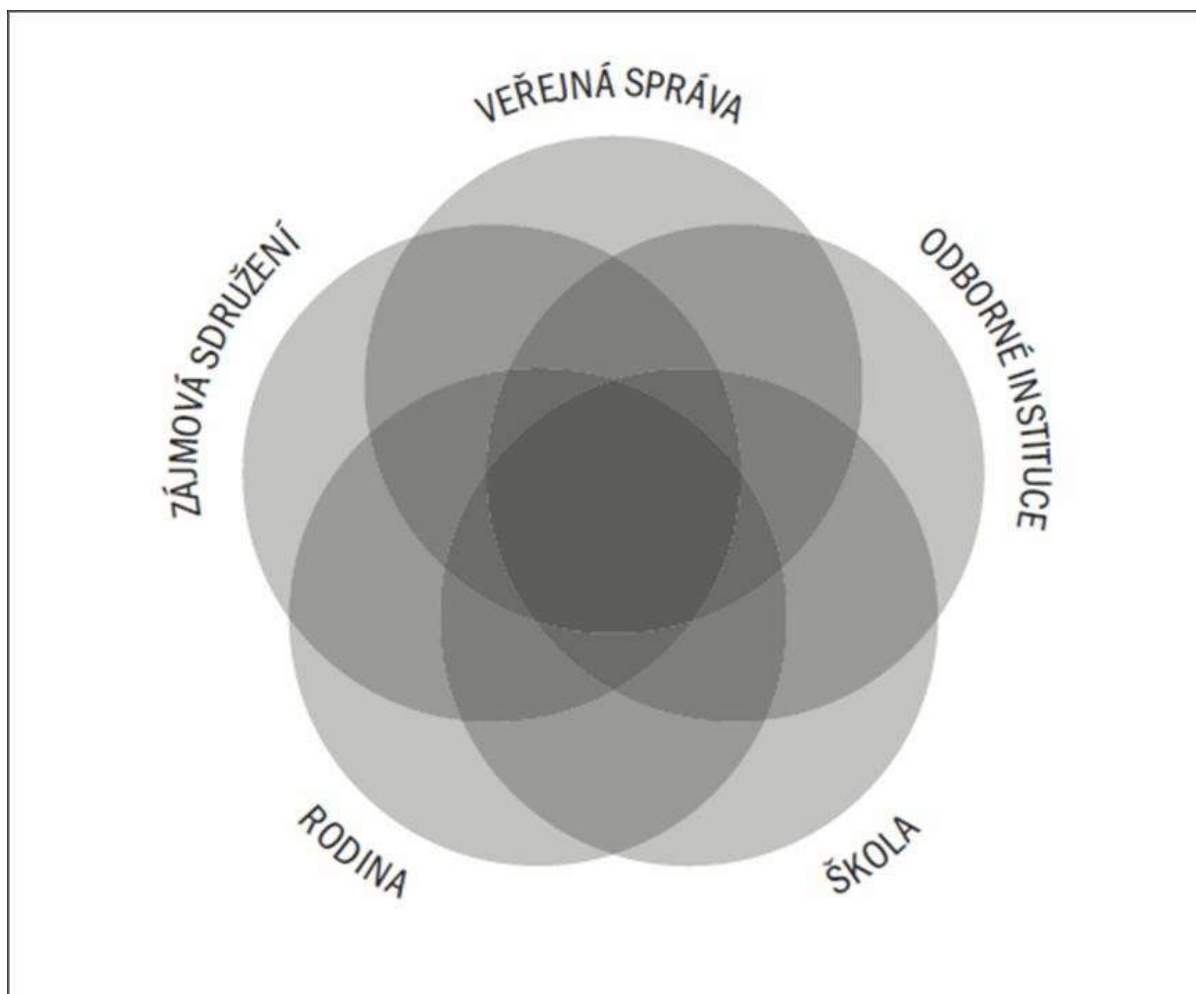 VEŘEJNÁ SPRÁVA
ZÁJMOVÁ SDRUŽENÍ
ODBORNÉ INSTITUCE
RODINA
ŠKOLA